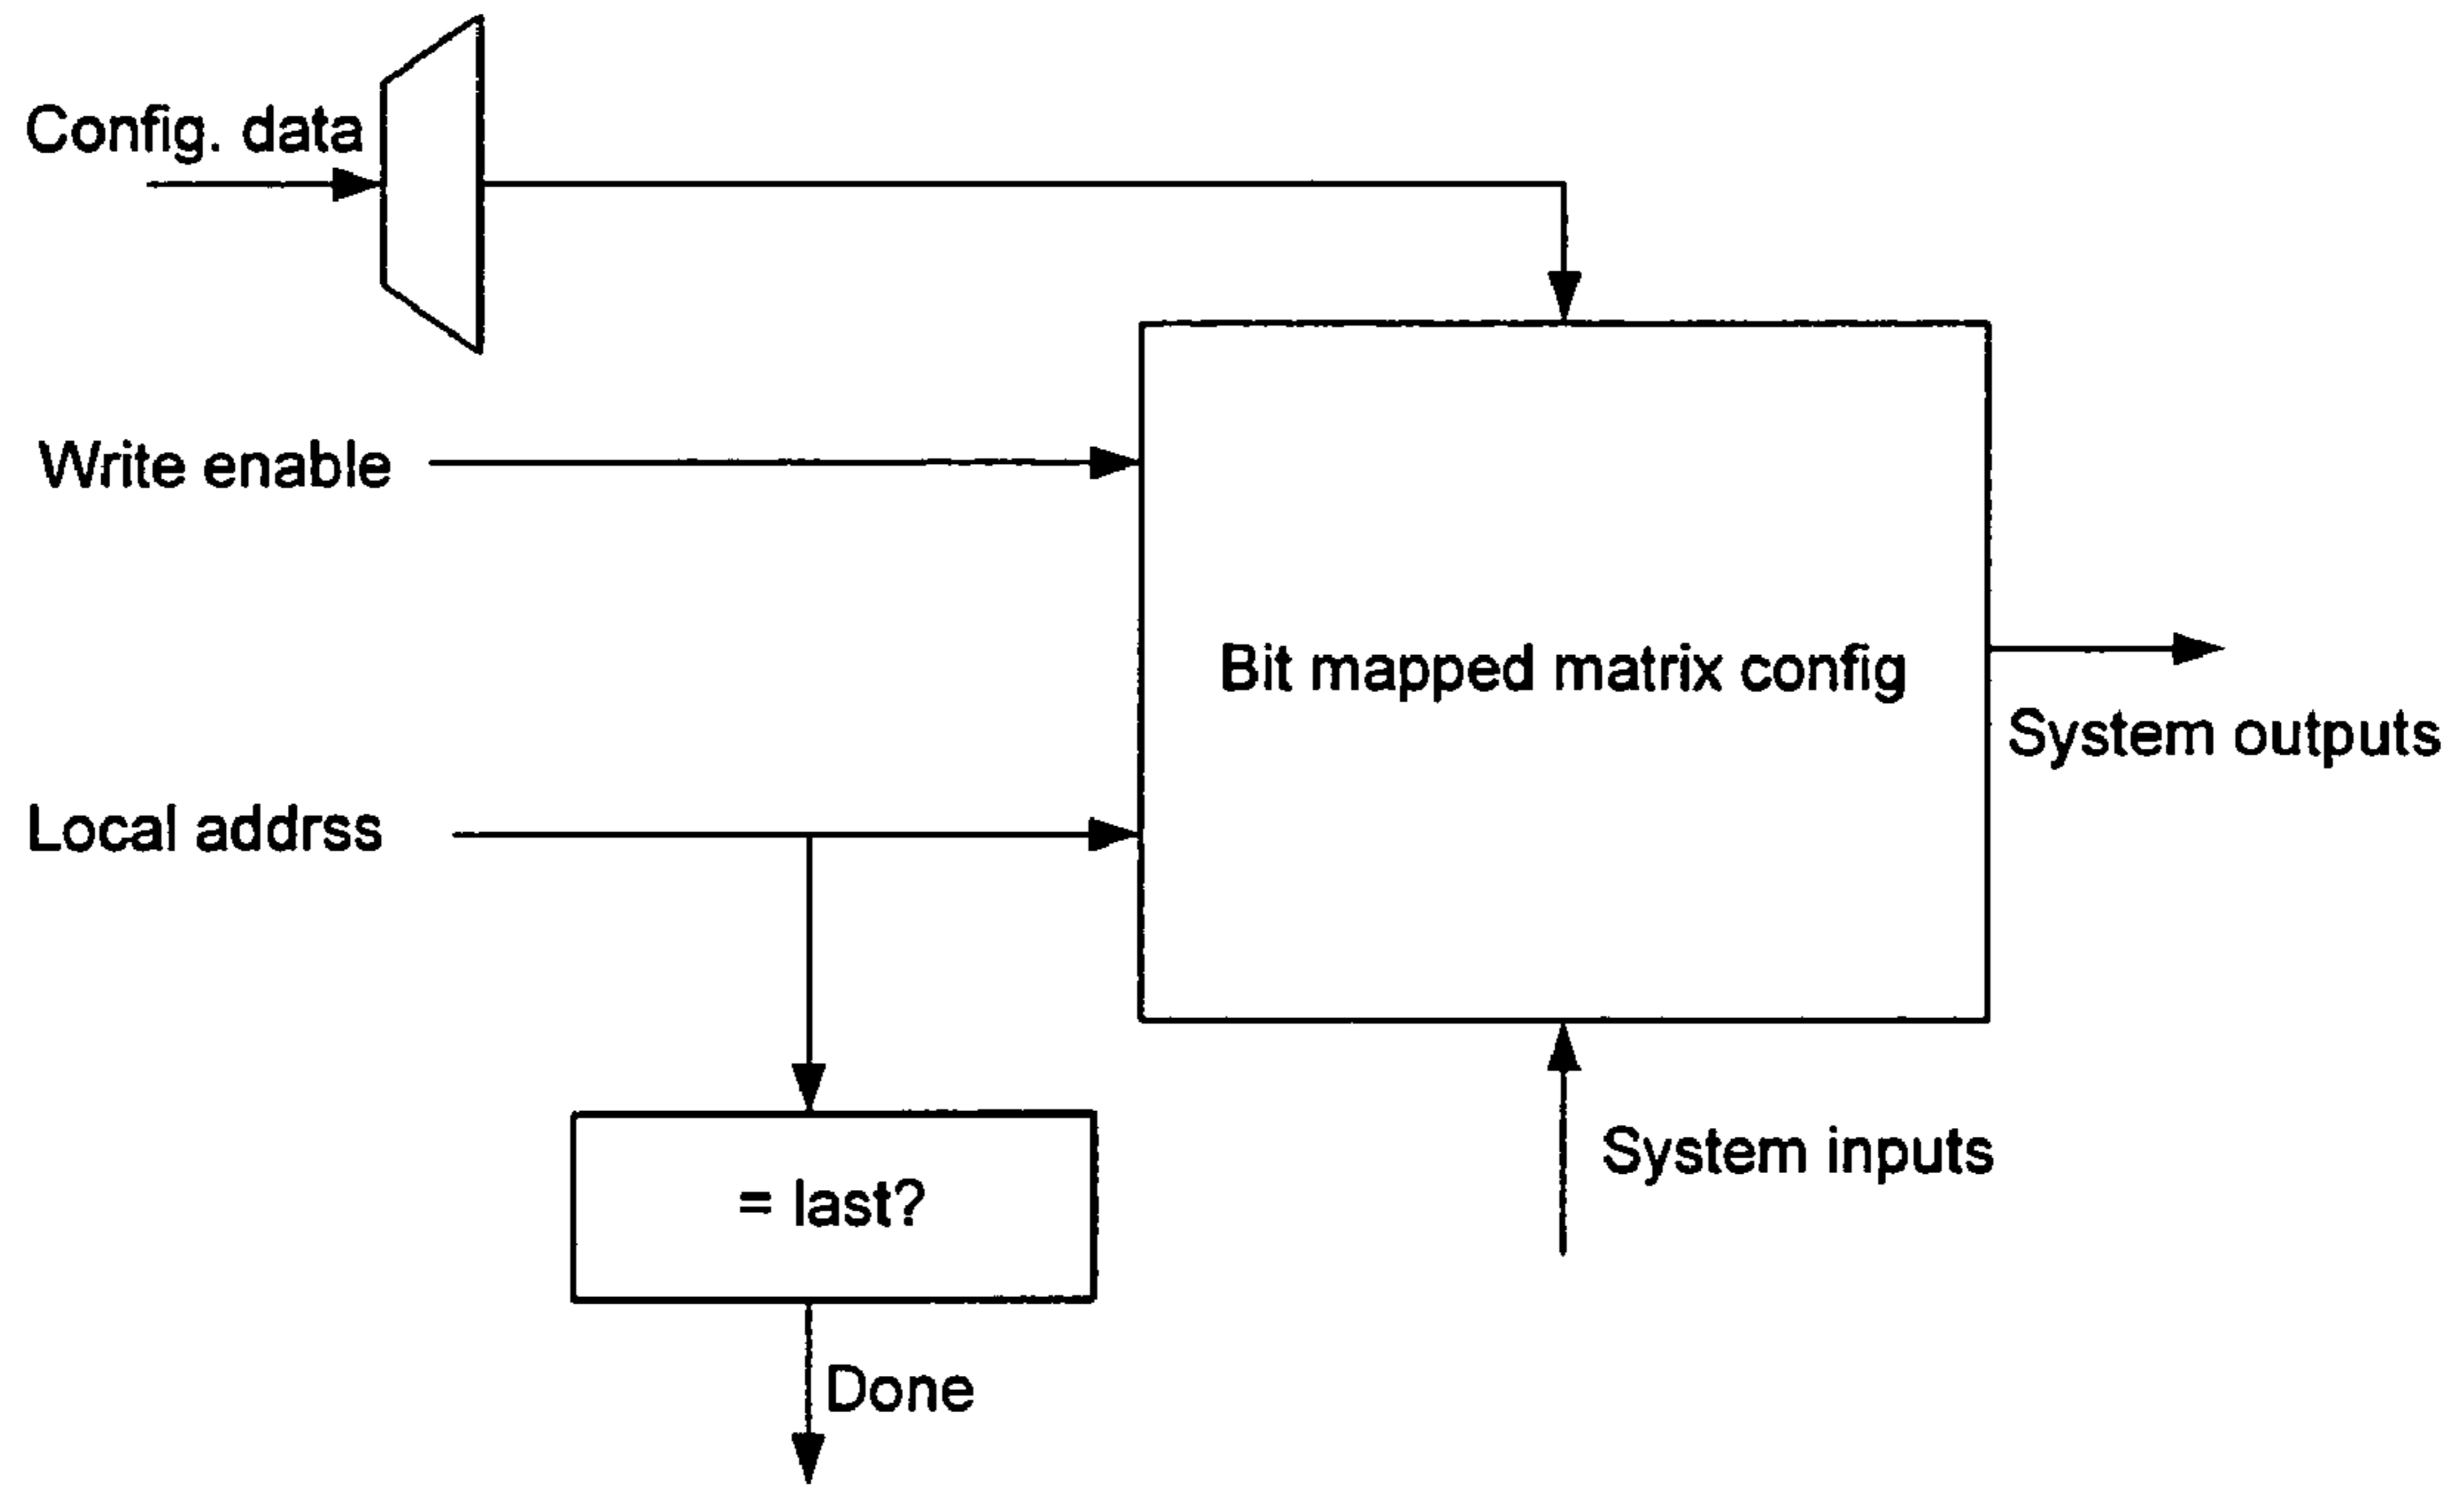 Config. data
Write enable
Bit mapped matrix config
System outputs
Local addrss
System inputs
= last?
Done